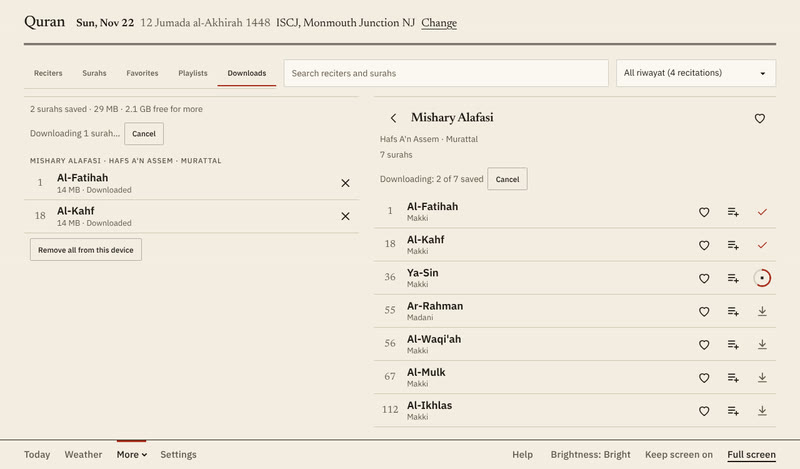 Quran Sun, Nov 22 12 Jumada al-Akhirah 1448 ISCJ, Monmouth Junction NJ Change
Reciters Surahs Favorites Playlists Downloads Search reciters and surahs All riwayat (4 recitations)
2 surahs saved · 29 MB · 2.1 GB free for more
Downloading 1 surah... Cancel
MISHARY ALAFASI · HAFS A'N ASSEM · MURATTAL
1 Al-Fatihah
14 MB · Downloaded
18 Al-Kahf
14 MB · Downloaded
Remove all from this device
Mishary Alafasi
Hafs A'n Assem · Murattal
7 surahs
Downloading: 2 of 7 saved Cancel
1 Al-Fatihah
Makki
18 Al-Kahf
Makki
36 Ya-Sin
Makki
55 Ar-Rahman
Madani
56 Al-Waqi'ah
Makki
67 Al-Mulk
Makki
112 Al-Ikhlas
Makki
Today Weather More Settings Help Brightness: Bright Keep screen on Full screen